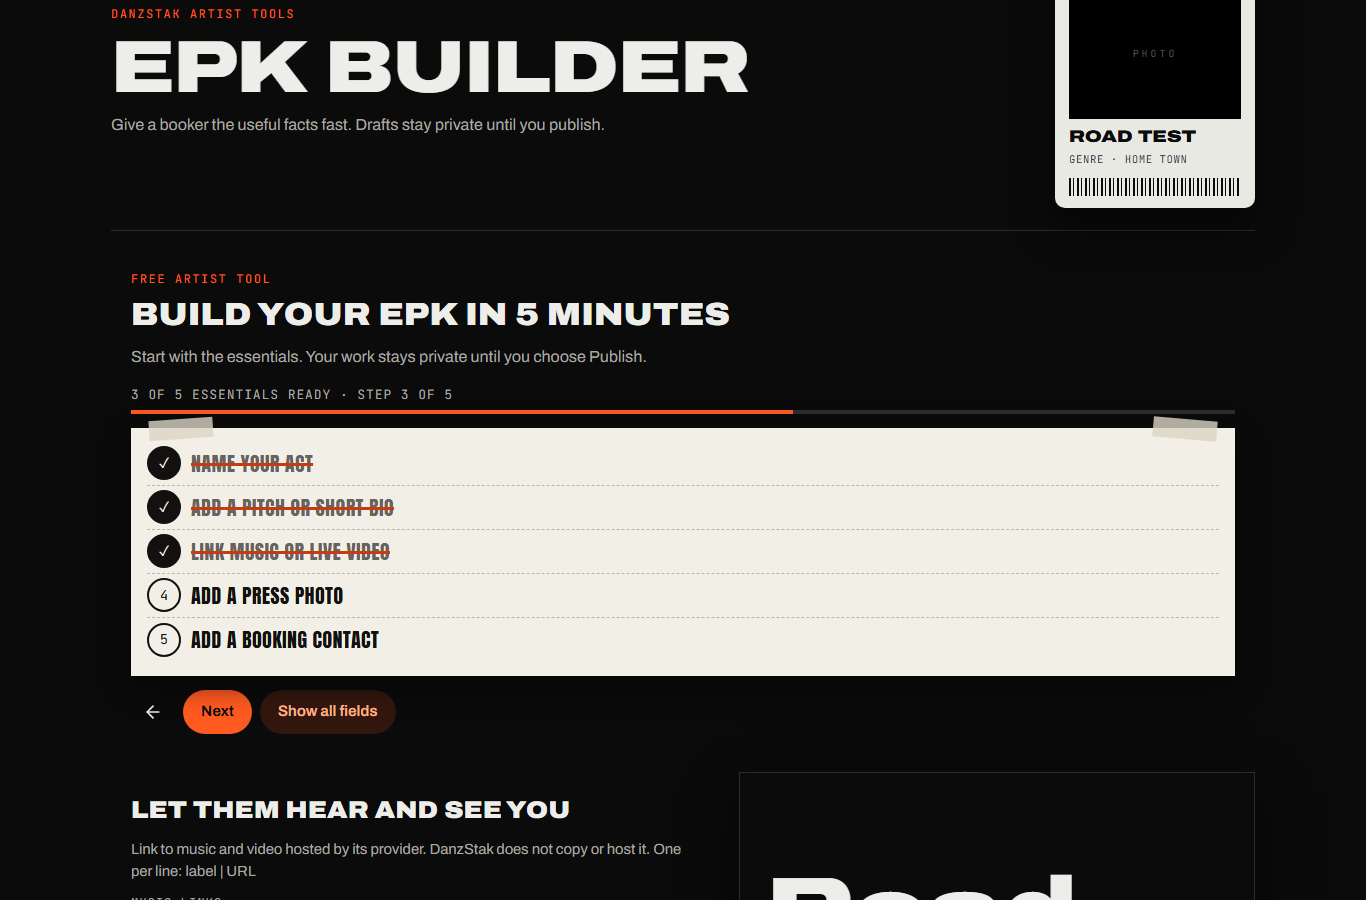 DANZSTAK ARTIST TOOLS
EPK BUILDER
Give a booker the useful facts fast. Drafts stay private until you publish.
PHOTO
ROAD TEST
GENRE · HOME TOWN
FREE ARTIST TOOL
BUILD YOUR EPK IN 5 MINUTES
Start with the essentials. Your work stays private until you choose Publish.
3 OF 5 ESSENTIALS READY · STEP 3 OF 5
✓ NAME YOUR ACT
✓ ADD A PITCH OR SHORT BIO
✓ LINK MUSIC OR LIVE VIDEO
4 ADD A PRESS PHOTO
5 ADD A BOOKING CONTACT
← Next Show all fields
LET THEM HEAR AND SEE YOU
Link to music and video hosted by its provider. DanzStak does not copy or host it. One
per line: label | URL
Road